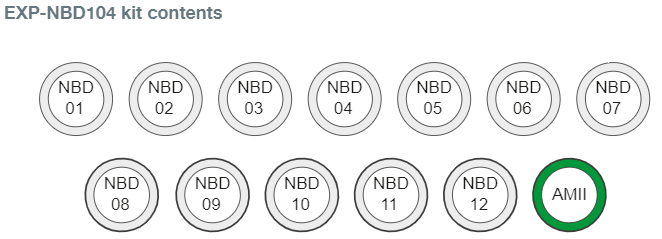 EXP-NBD104 kit contents
NBD 01
NBD 02
NBD 03
NBD 04
NBD 05
NBD 06
NBD 07
NBD 08
NBD 09
NBD 10
NBD 11
NBD 12
AMII